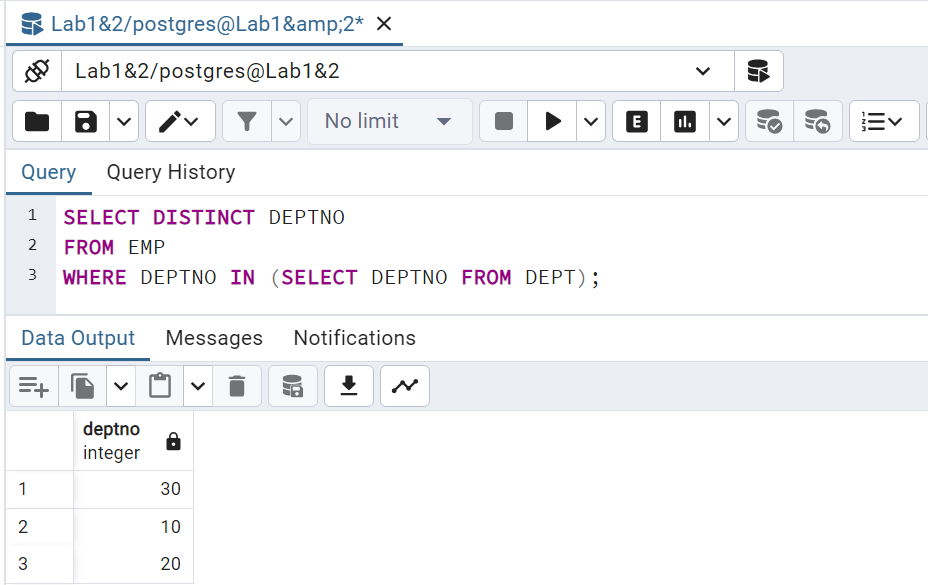 Lab1&2/postgres@Lab1&amp;2*
Lab1&2/postgres@Lab1&2
No limit
E
Query Query History
1 SELECT DISTINCT DEPTNO
2 FROM EMP
3 WHERE DEPTNO IN (SELECT DEPTNO FROM DEPT);
Data Output Messages Notifications
deptno
integer
1 30
2 10
3 20